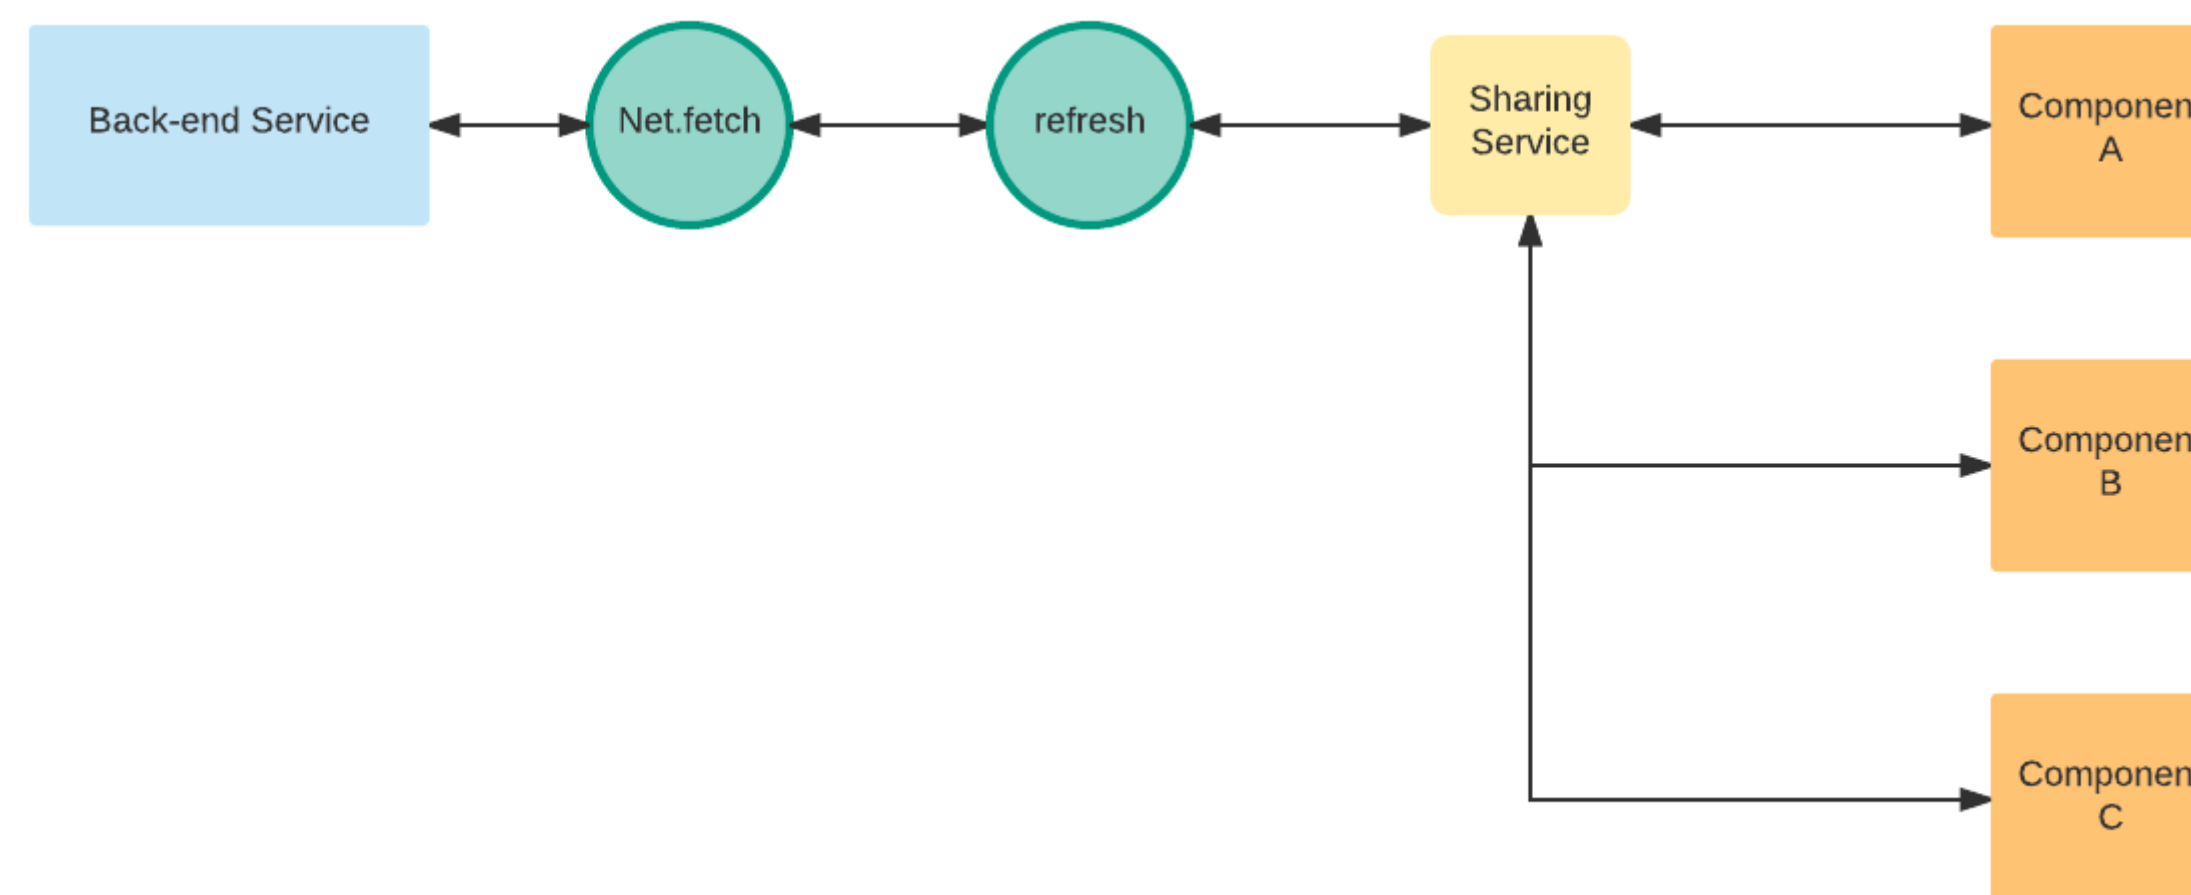 Back-end Service
Net.fetch
refresh
Sharing
Service
Componen
A
Componen
B
Componen
C